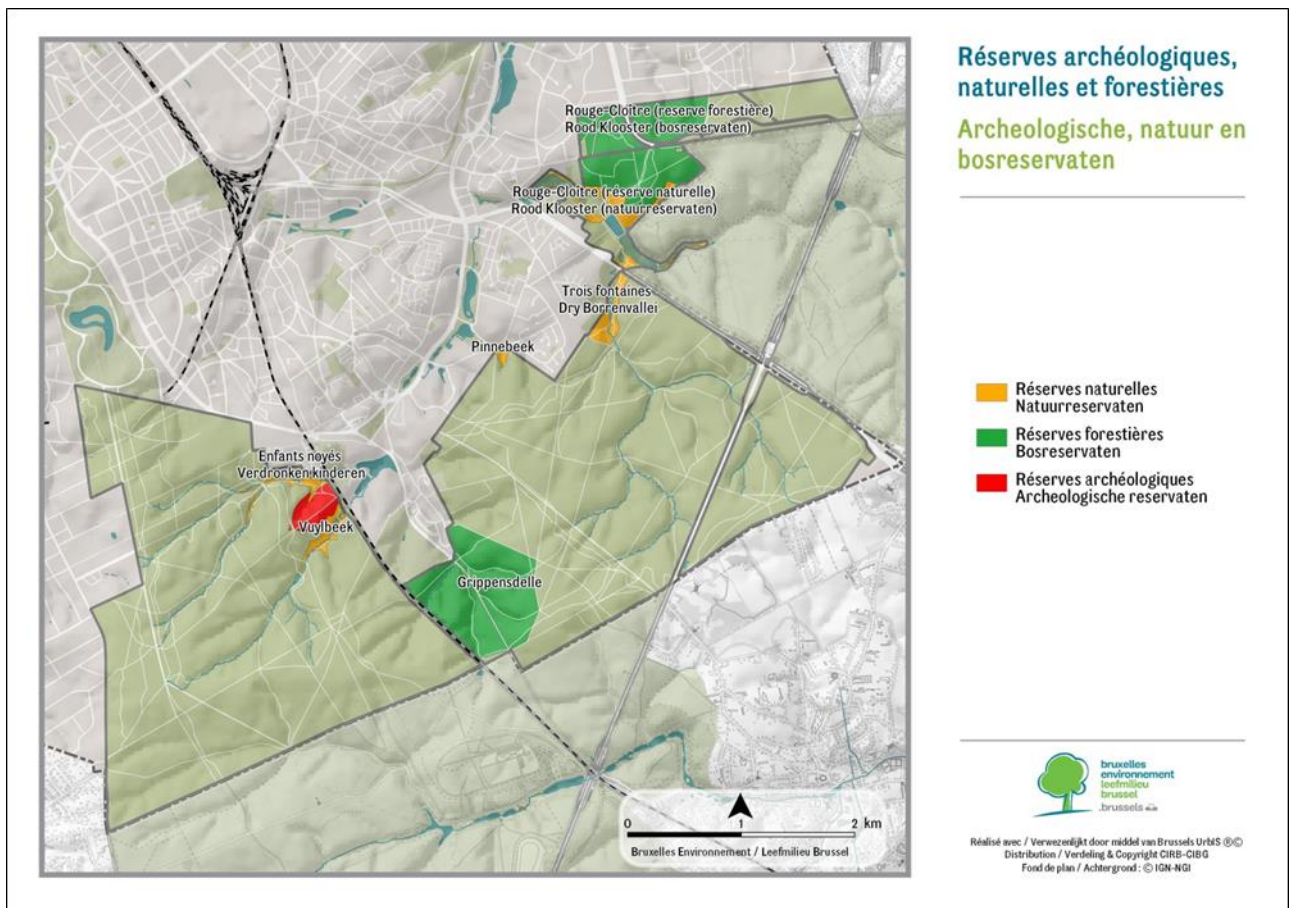 Réserves archéologiques,
naturelles et forestières
Archeologische, natuur en
bosreservaten
Rouge-Cloître (reserve forestière)
Rood Klooster (bosreservaten)
Rouge-Cloître (réserve naturelle)
Rood Klooster (natuurreservaten)
Trois fontaines
Dry Borrenvallei
Pinnebeek
Enfants noyés
Verdronken kinderen
Vuylbeek
Grippensdelle
Réserves naturelles
Natuurreservaten
Réserves forestières
Bosreservaten
Réserves archéologiques
Archeologische reservaten
0 1 2 km
Bruxelles Environnement / Leefmilieu Brussel
bruxelles
environnement
leefmilieu
brussel
.brussels
Réalisé avec / Verwezenlijkt door middel van Brussels UrbIS ®©
Distribution / Verdeling & Copyright CIRB-CIBG
Fond de plan / Achtergrond : © IGN-NGI